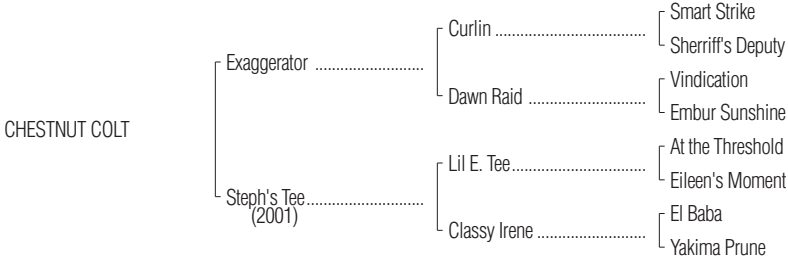 Smart Strike
Curlin ....................................
Sherriff's Deputy
Exaggerator ..........................
Vindication
Dawn Raid ............................
Embur Sunshine
CHESTNUT COLT
At the Threshold
Lil E. Tee................................
Eileen's Moment
Steph's Tee............................
(2001)
El Baba
Classy Irene ..........................
Yakima Prune